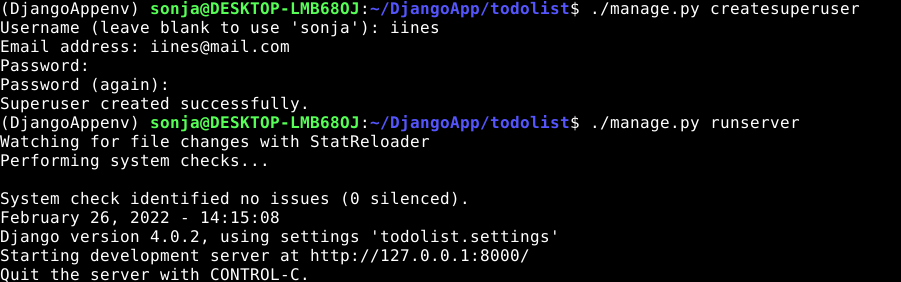 (DjangoAppenv) sonja@DESKTOP-LMB68OJ:~/DjangoApp/todolist$ ./manage.py createsuperuser
Username (leave blank to use 'sonja'): iines
Email address: iines@mail.com
Password:
Password (again):
Superuser created successfully.
(DjangoAppenv) sonja@DESKTOP-LMB68OJ:~/DjangoApp/todolist$ ./manage.py runserver
Watching for file changes with StatReloader
Performing system checks...

System check identified no issues (0 silenced).
February 26, 2022 - 14:15:08
Django version 4.0.2, using settings 'todolist.settings'
Starting development server at http://127.0.0.1:8000/
Quit the server with CONTROL-C.